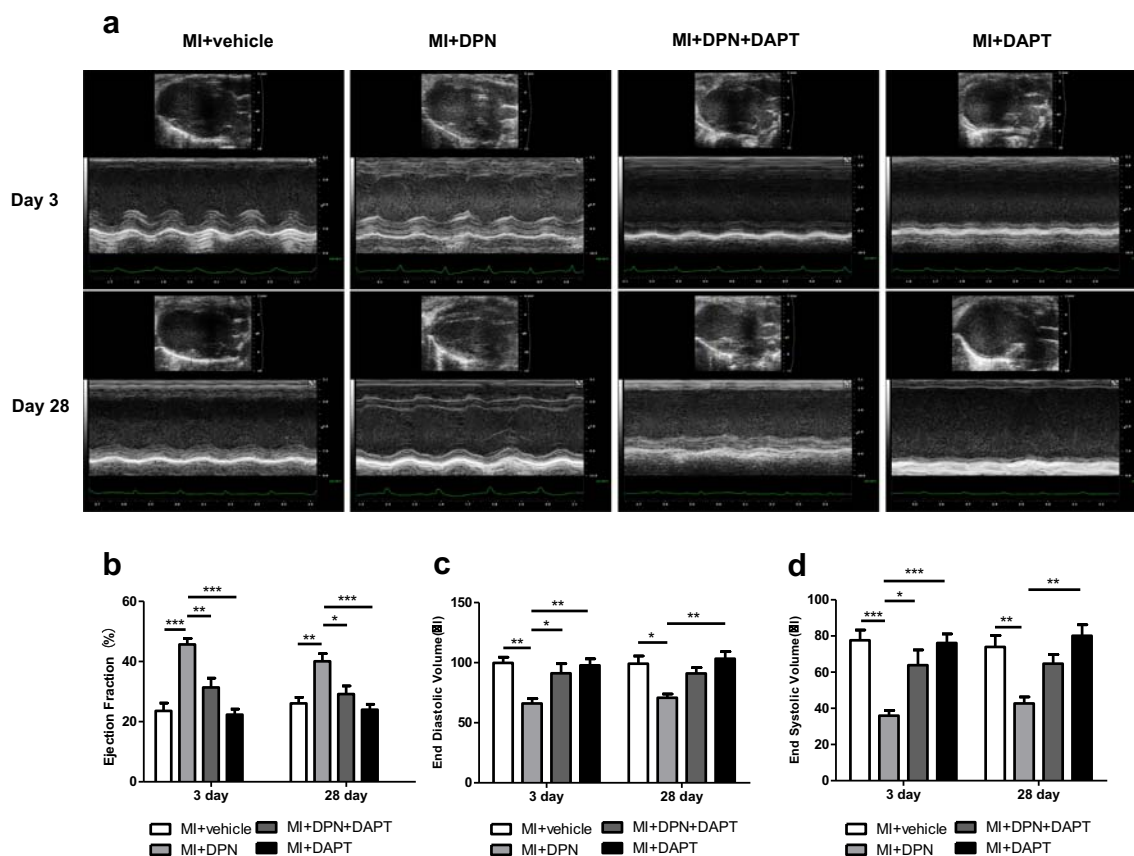 a
MI+vehicle MI+DPN MI+DPN+DAPT MI+DAPT
Day 3
Day 28
b
Ejection Fraction (%)
60
40
20
0
*** ** ***
** * ***
3 day 28 day
MI+vehicle MI+DPN+DAPT
MI+DPN MI+DAPT
c
End Diastolic Volume( l)
150
100
50
0
** * **
* **
3 day 28 day
MI+vehicle MI+DPN+DAPT
MI+DPN MI+DAPT
d
End Systolic Volume( l)
100
80
60
40
20
0
*** * ***
** **
3 day 28 day
MI+vehicle MI+DPN+DAPT
MI+DPN MI+DAPT